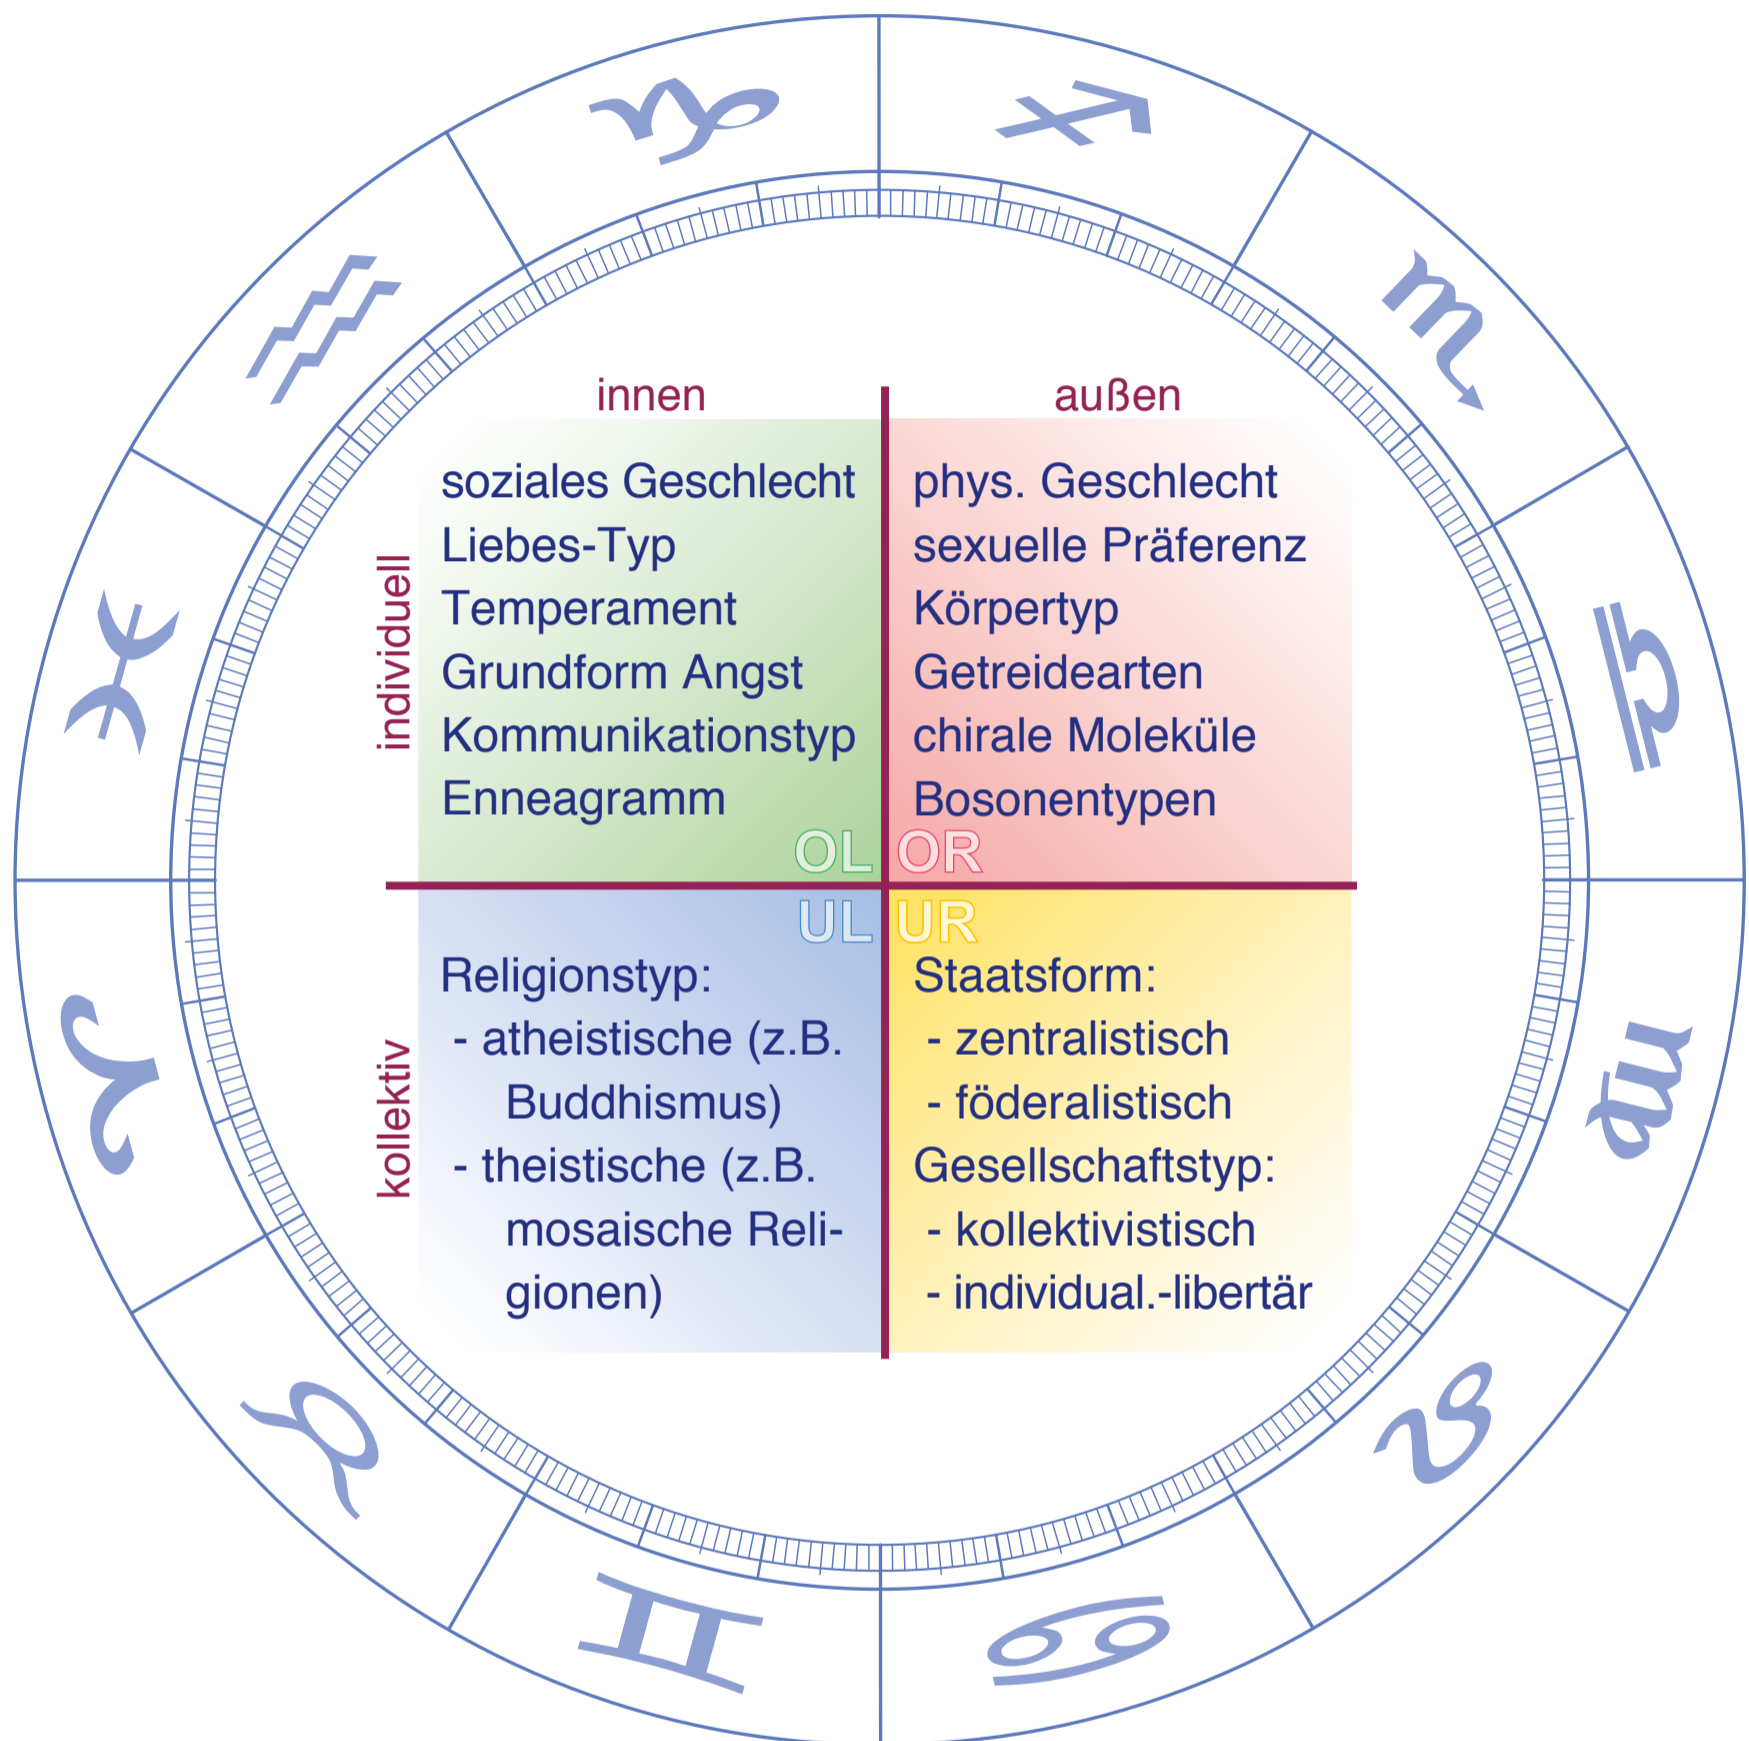 innen
außen
individuell
soziales Geschlecht
Liebes-Typ
Temperament
Grundform Angst
Kommunikationstyp
Enneagramm
OL
phys. Geschlecht
sexuelle Präferenz
Körpertyp
Getreidearten
chirale Moleküle
Bosonentypen
OR
kollektiv
UL
Religionstyp:
- atheistische (z.B.
Buddhismus)
- theistische (z.B.
mosaische Reli-
gionen)
UR
Staatsform:
- zentralistisch
- föderalistisch
Gesellschaftstyp:
- kollektivistisch
- individual.-libertär